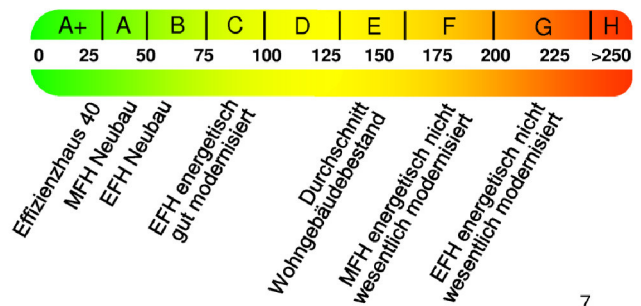 A+ A B C D E F G H
0 25 50 75 100 125 150 175 200 225 >250
Effizienzhaus 40
MFH Neubau
EFH Neubau
EFH energetisch
gut modernisiert
Durchschnitt
Wohngebäudebestand
MFH energetisch nicht
wesentlich modernisiert
EFH energetisch nicht
wesentlich modernisiert
7